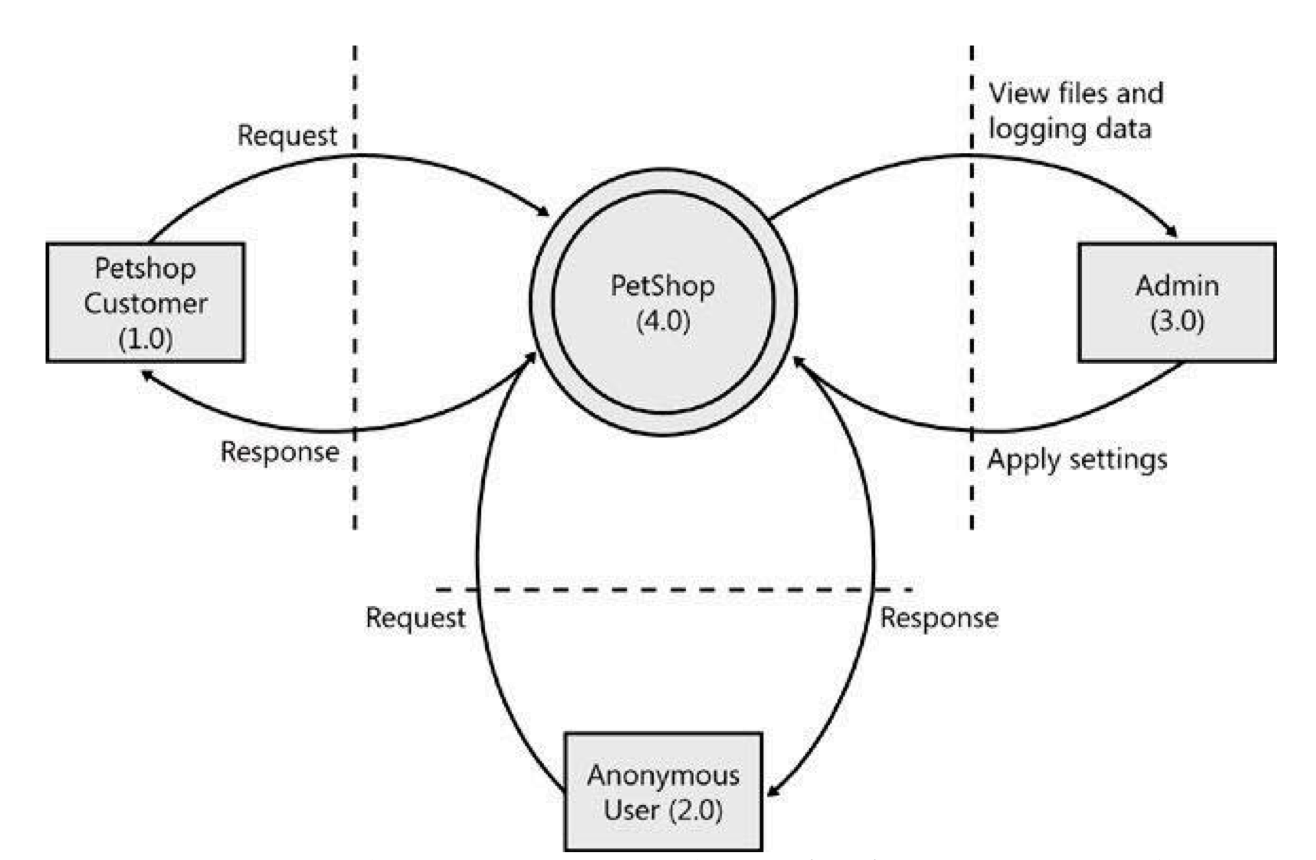 View files and
logging data
Request
Petshop
Customer
(1.0)
PetShop
(4.0)
Admin
(3.0)
Response
Apply settings
Request
Response
Anonymous
User (2.0)